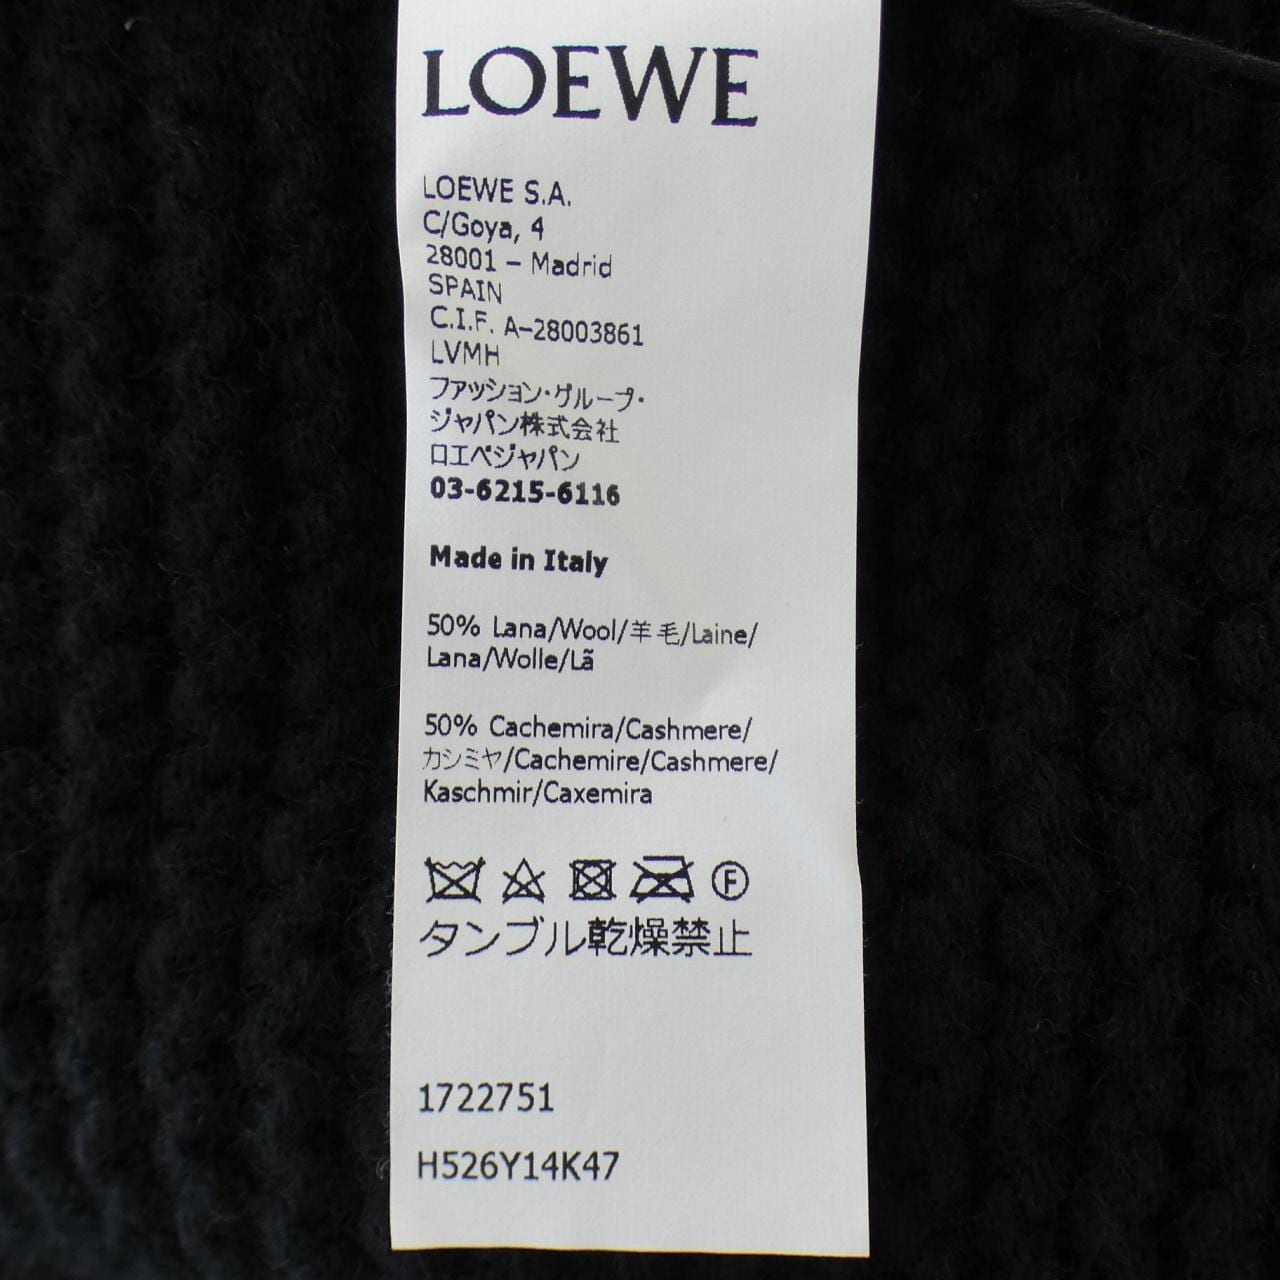 LOEWE
LOEWE S.A.
C/Goya, 4
28001 – Madrid
SPAIN
C.I.F. A–28003861
LVMH
ファッション・グループ・
ジャパン株式会社
ロエベジャパン
03-6215-6116
Made in Italy
50% Lana/Wool/羊毛/Laine/
Lana/Wolle/Lã
50% Cachemira/Cashmere/
カシミヤ/Cachemire/Cashmere/
Kaschmir/Caxemira
F
タンブル乾燥禁止
1722751
H526Y14K47